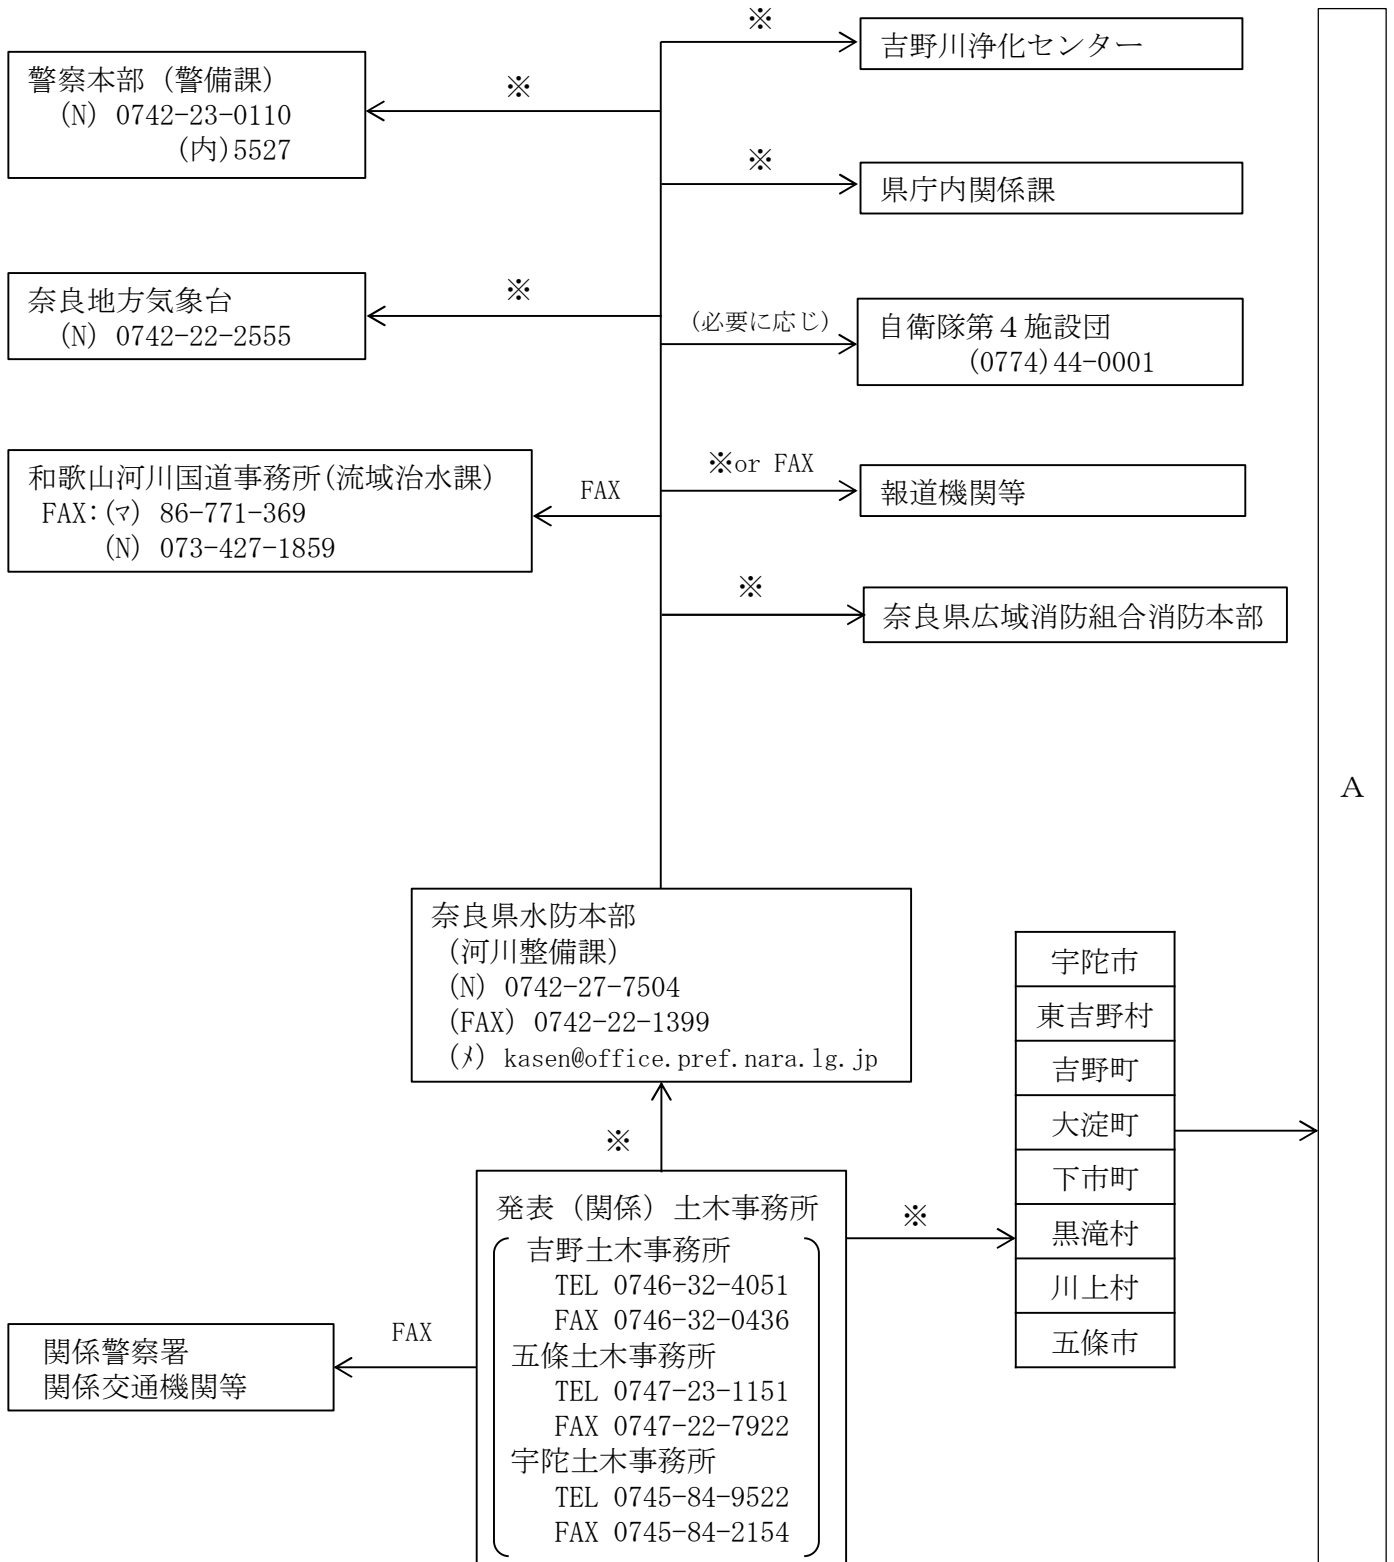 ※
吉野川浄化センター
警察本部（警備課）
(N) 0742-23-0110
(内)5527
※
※
県庁内関係課
奈良地方気象台
(N) 0742-22-2555
※
(必要に応じ)
自衛隊第４施設団
(0774)44-0001
和歌山河川国道事務所(流域治水課)
FAX:(ﾏ) 86-771-369
(N) 073-427-1859
FAX
※or FAX
報道機関等
※
奈良県広域消防組合消防本部
A
奈良県水防本部
(河川整備課)
(N) 0742-27-7504
(FAX) 0742-22-1399
(ﾒ) kasen@office.pref.nara.lg.jp
※
宇陀市
東吉野村
吉野町
大淀町
下市町
黒滝村
川上村
五條市
発表（関係）土木事務所
吉野土木事務所
TEL 0746-32-4051
FAX 0746-32-0436
五條土木事務所
TEL 0747-23-1151
FAX 0747-22-7922
宇陀土木事務所
TEL 0745-84-9522
FAX 0745-84-2154
※
FAX
関係警察署
関係交通機関等